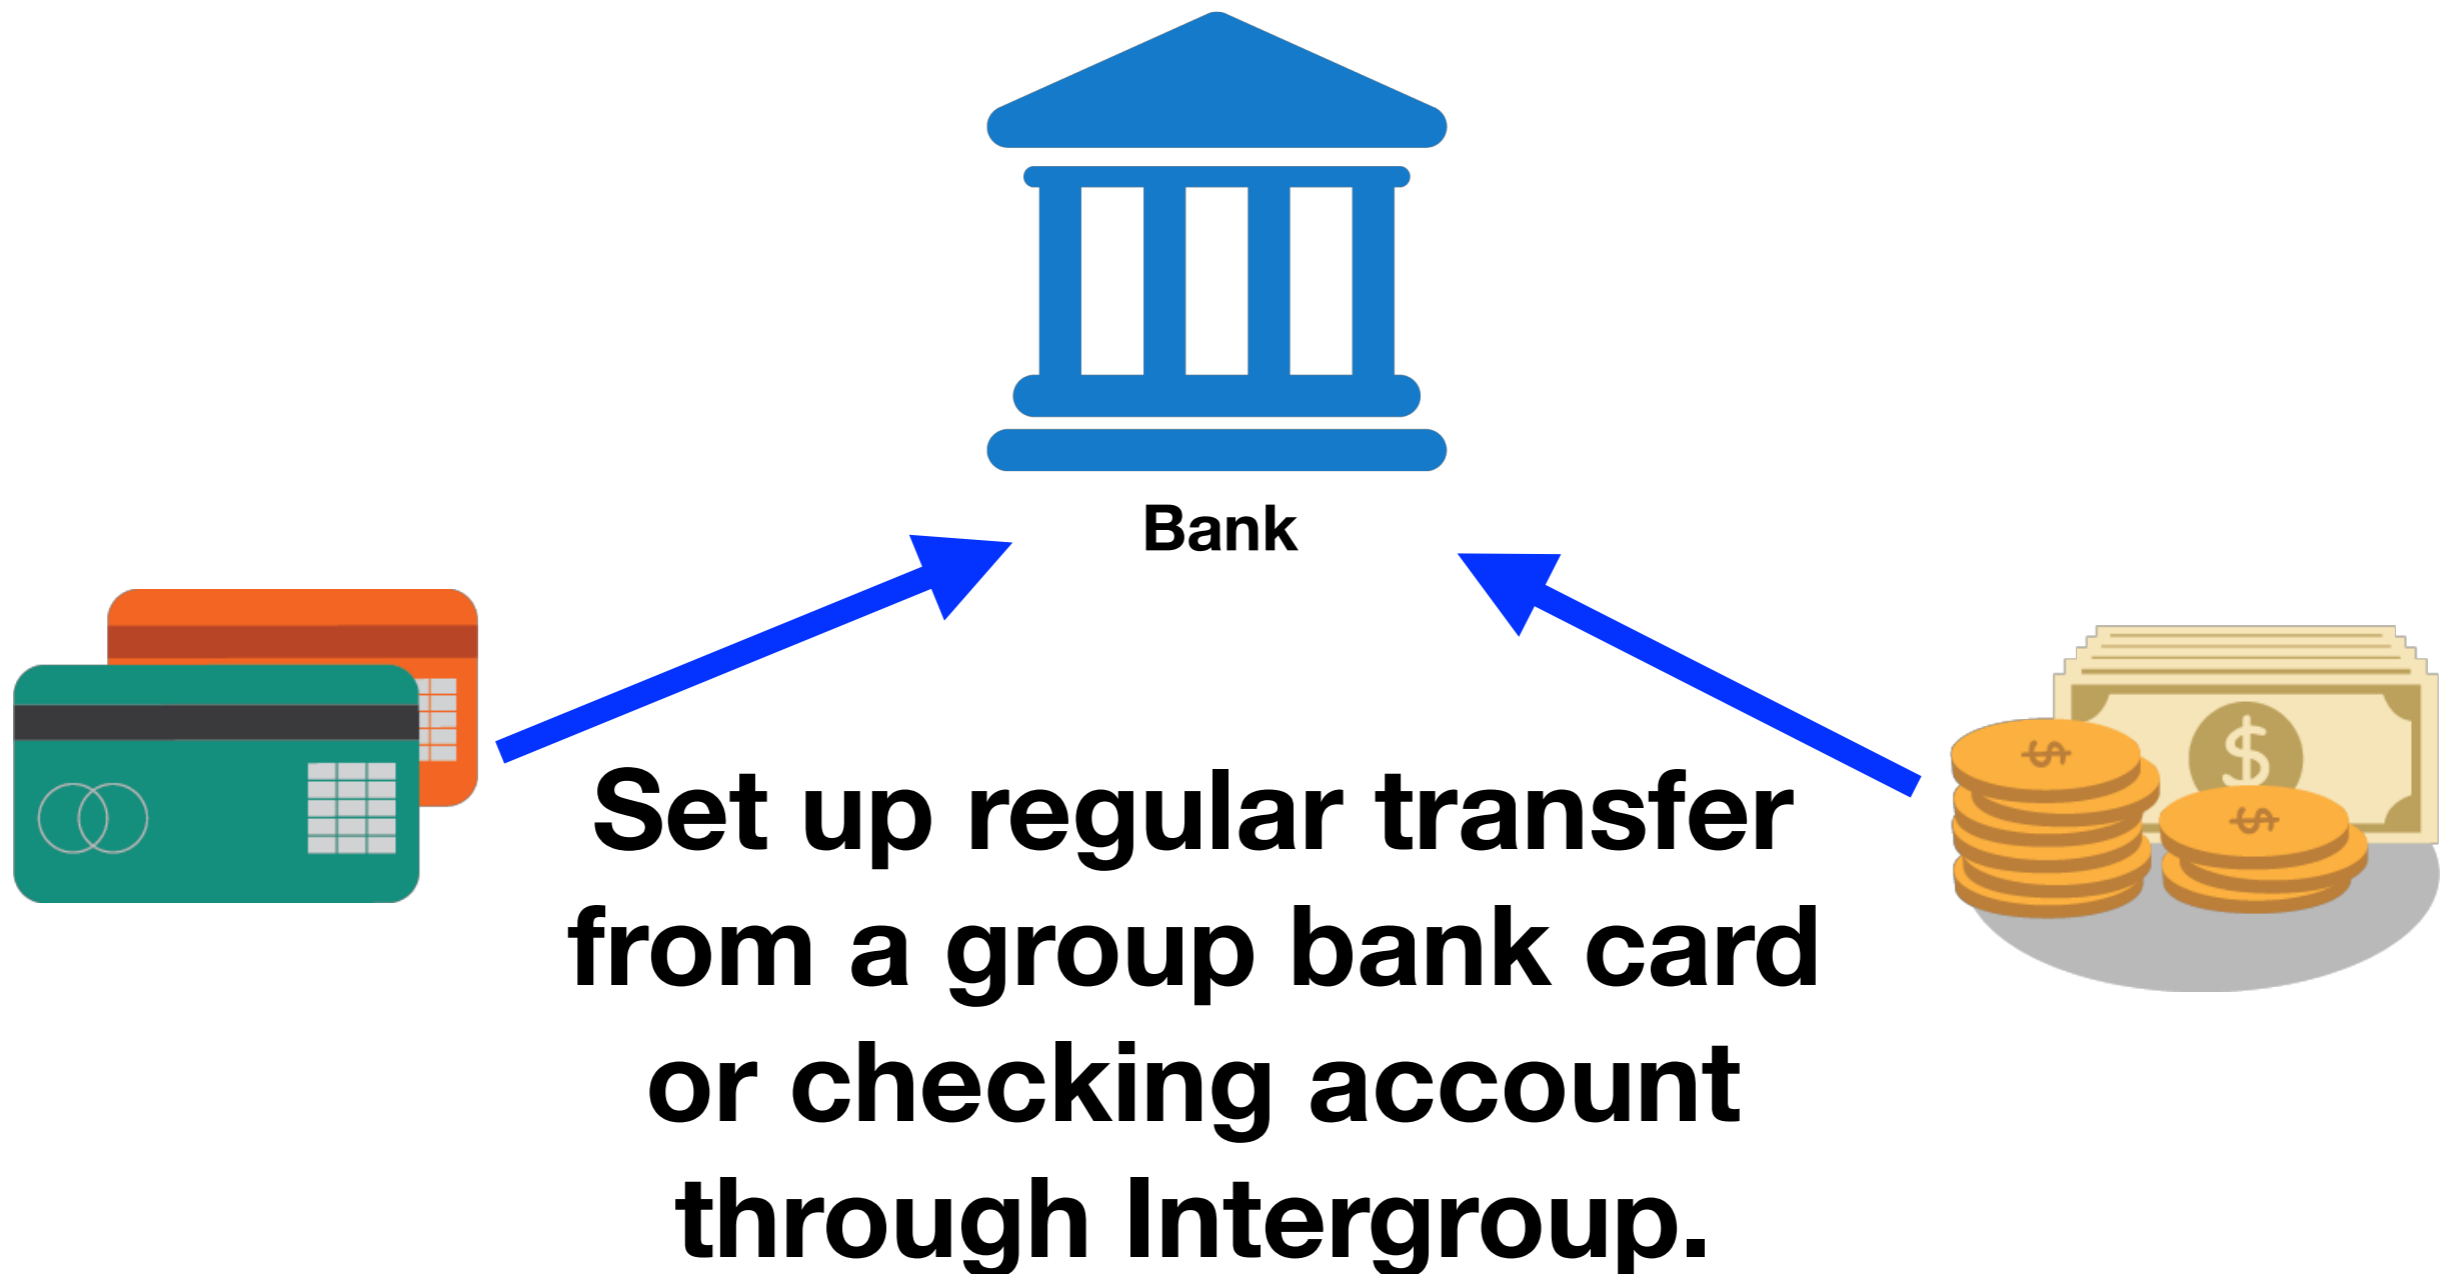 Bank
Set up regular transfer
from a group bank card
or checking account
through Intergroup.
$
$
$